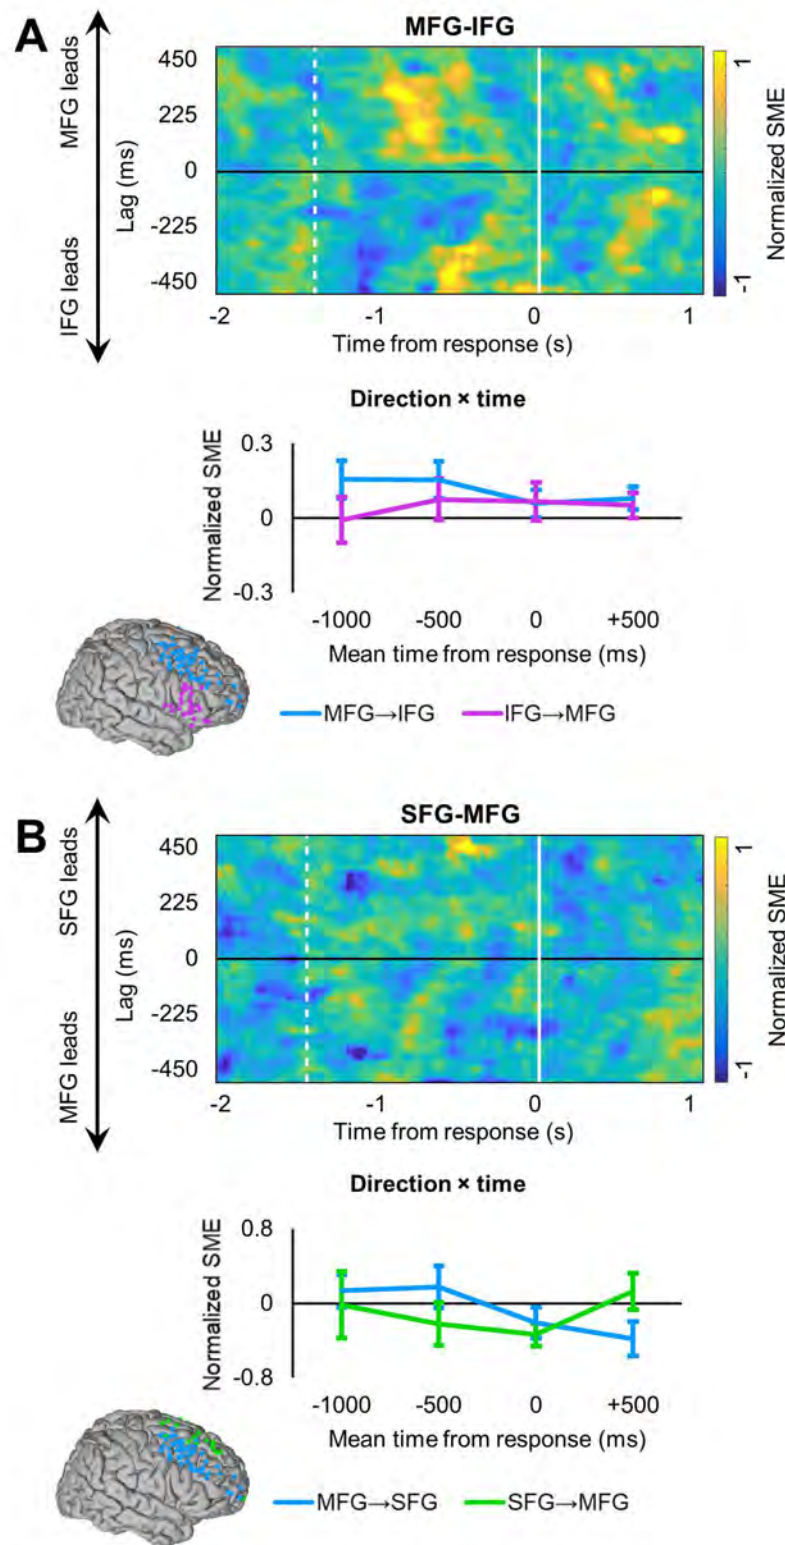 A
MFG-IFG
MFG leads
IFG leads
Lag (ms)
450
225
0
-225
-450
-2 -1 0 1
Time from response (s)
1
-1
Normalized SME
Direction × time
Normalized SME
0.3
0
-0.3
-1000 -500 0 +500
Mean time from response (ms)
MFG→IFG IFG→MFG
B
SFG-MFG
SFG leads
MFG leads
Lag (ms)
450
225
0
-225
-450
-2 -1 0 1
Time from response (s)
1
-1
Normalized SME
Direction × time
Normalized SME
0.8
0
-0.8
-1000 -500 0 +500
Mean time from response (ms)
MFG→SFG SFG→MFG